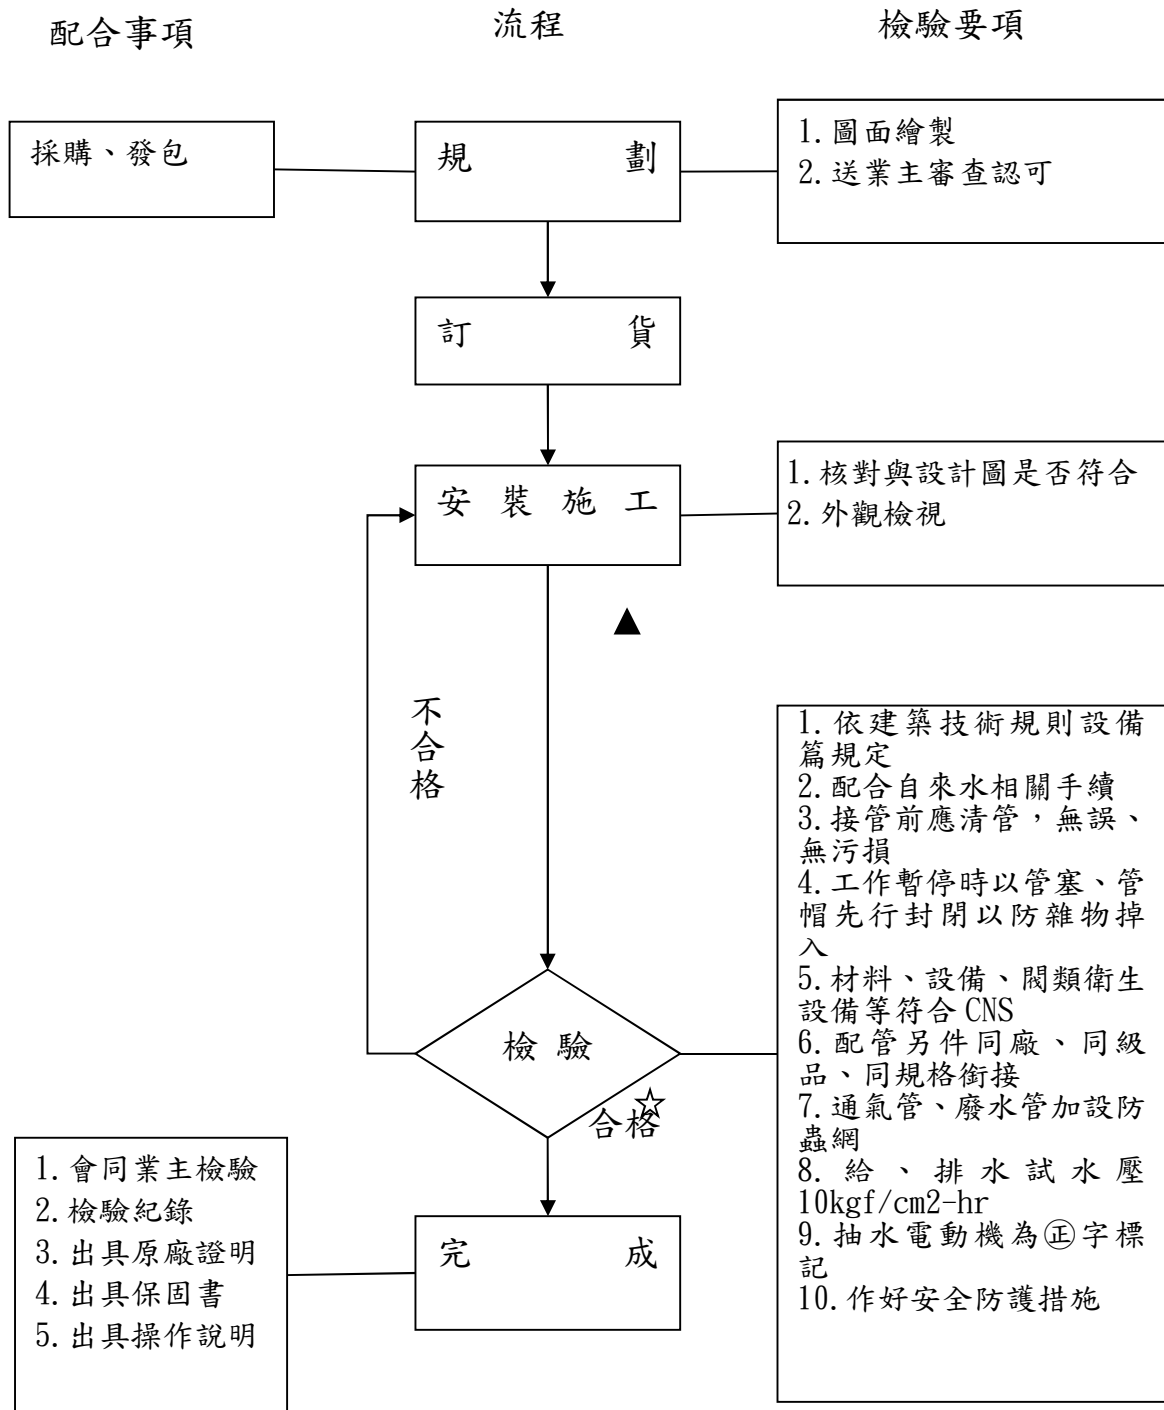 配合事項
流程
檢驗要項
採購、發包
規劃
1.圖面繪製
2.送業主審查認可
訂貨
安裝施工
1.核對與設計圖是否符合
2.外觀檢視
▲
不合格
1.依建築技術規則設備
篇規定
2.配合自來水相關手續
3.接管前應清管，無誤、
無污損
4.工作暫停時以管塞、管
帽先行封閉以防雜物掉
入
5.材料、設備、閥類衛生
設備等符合CNS
6.配管另件同廠、同級
品、同規格銜接
7.通氣管、廢水管加設防
蟲網
8.給、排水試水壓
10kgf/cm2-hr
9.抽水電動機為㊣字標
記
10.作好安全防護措施
檢驗
☆
合格
1.會同業主檢驗
2.檢驗紀錄
3.出具原廠證明
4.出具保固書
5.出具操作說明
完成